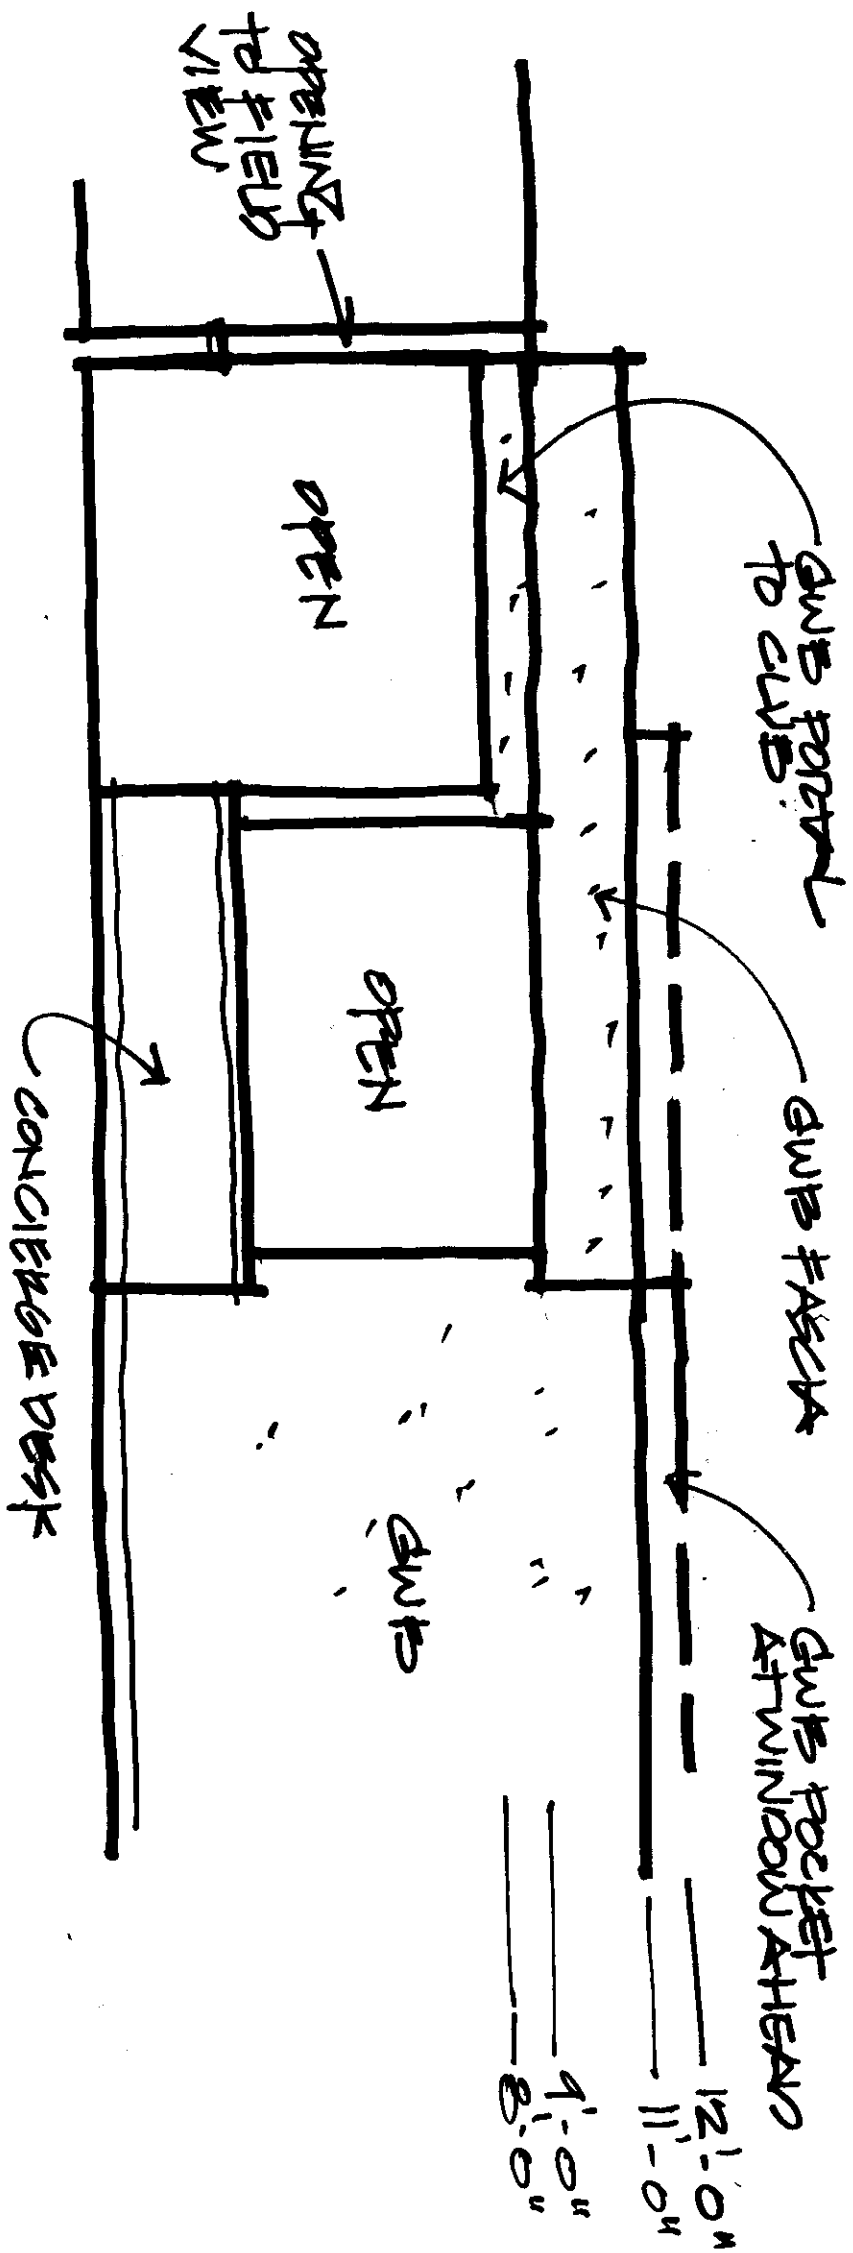 OPENING
TO FIELD
VIEW
GWB PORTAL
TO CLUB.
GWB FASCIA
GWB POCKET
AT WINDOW AHEAD
OPEN
OPEN
GWB
CONCIERGE DESK
12'-0"
11'-0"
9'-0"
8'-0"